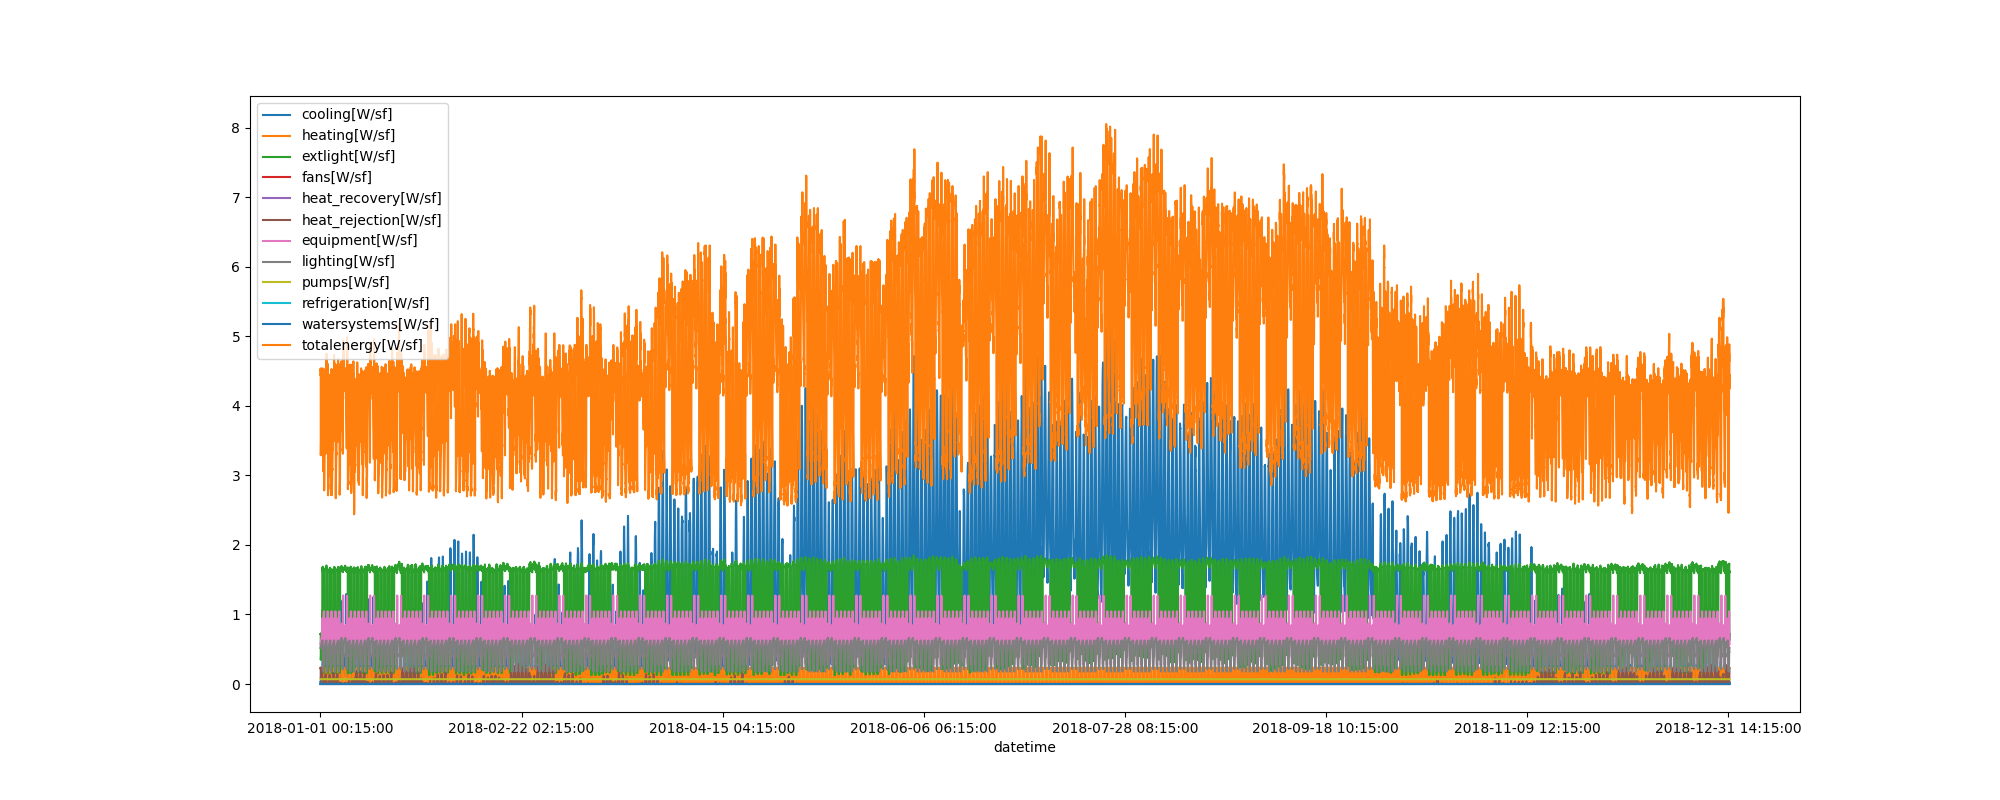 cooling[W/sf]
heating[W/sf]
extlight[W/sf]
fans[W/sf]
heat_recovery[W/sf]
heat_rejection[W/sf]
equipment[W/sf]
lighting[W/sf]
pumps[W/sf]
refrigeration[W/sf]
watersystems[W/sf]
totalenergy[W/sf]
8
7
6
5
4
3
2
1
0
2018-01-01 00:15:00 2018-02-22 02:15:00 2018-04-15 04:15:00 2018-06-06 06:15:00 2018-07-28 08:15:00 2018-09-18 10:15:00 2018-11-09 12:15:00 2018-12-31 14:15:00
datetime